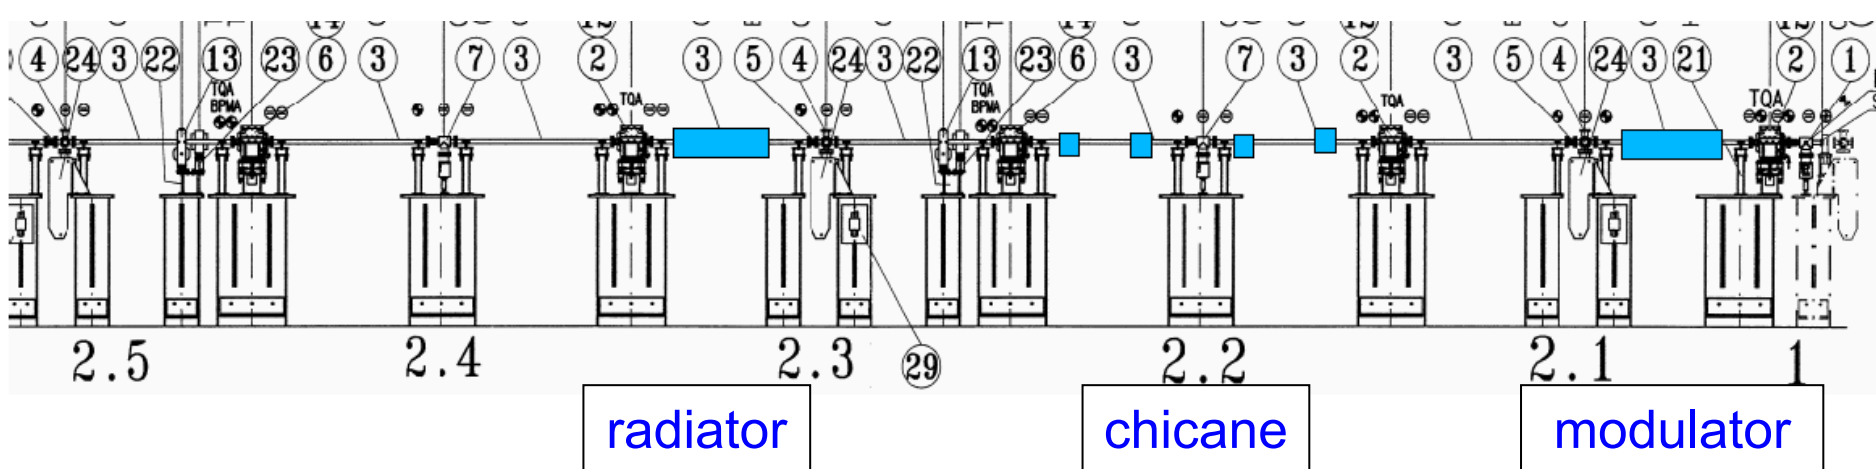 4 24 3 22 13 23 6 3 7 3 2 3 5 4 24 3 22 13 23 6 3 7 3 2 3 5 4 24 3 21 2 1
TQA BPMA TQA TQA BPMA TQA TQA
2.5 2.4 2.3 29 2.2 2.1 1
radiator chicane modulator